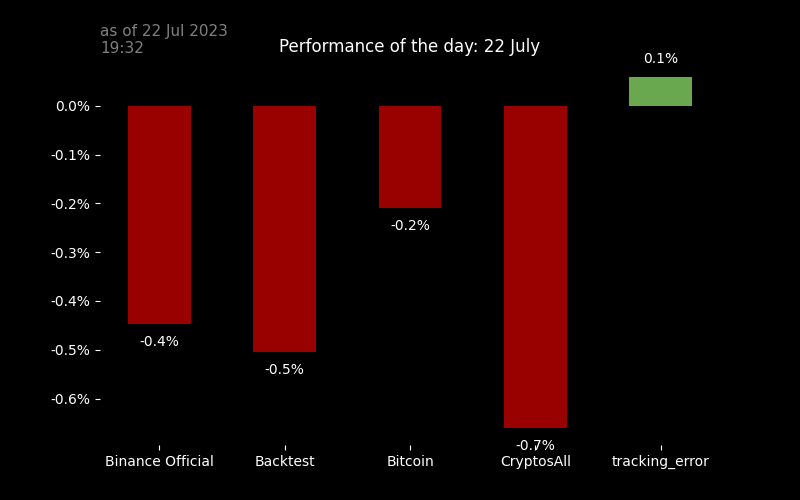 as of 22 Jul 2023
19:32
Performance of the day: 22 July
0.1%
0.0%
-0.1%
-0.2%
-0.3%
-0.4%
-0.5%
-0.6%
-0.4%
-0.5%
-0.2%
-0.7%
Binance Official
Backtest
Bitcoin
CryptosAll
tracking_error